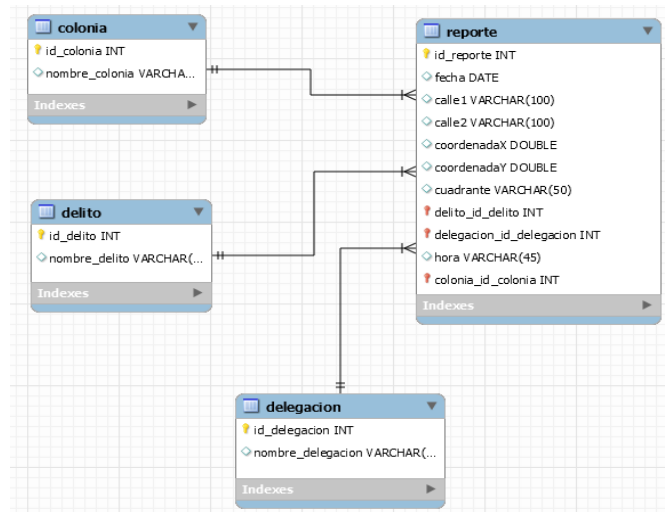 colonia
id_colonia INT
nombre_colonia VARCHA...
Indexes
delito
id_delito INT
nombre_delito VARCHAR(...
Indexes
delegacion
id_delegacion INT
nombre_delegacion VARCHAR(...
Indexes
reporte
id_reporte INT
fecha DATE
calle1 VARCHAR(100)
calle2 VARCHAR(100)
coordenadaX DOUBLE
coordenadaY DOUBLE
cuadrante VARCHAR(50)
delito_id_delito INT
delegacion_id_delegacion INT
hora VARCHAR(45)
colonia_id_colonia INT
Indexes